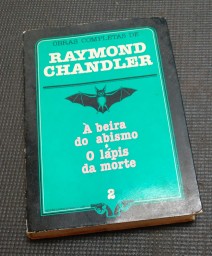 OBRAS COMPLETAS DE
RAYMOND
CHANDLER
À beira
do abismo
O lápis
da morte
2